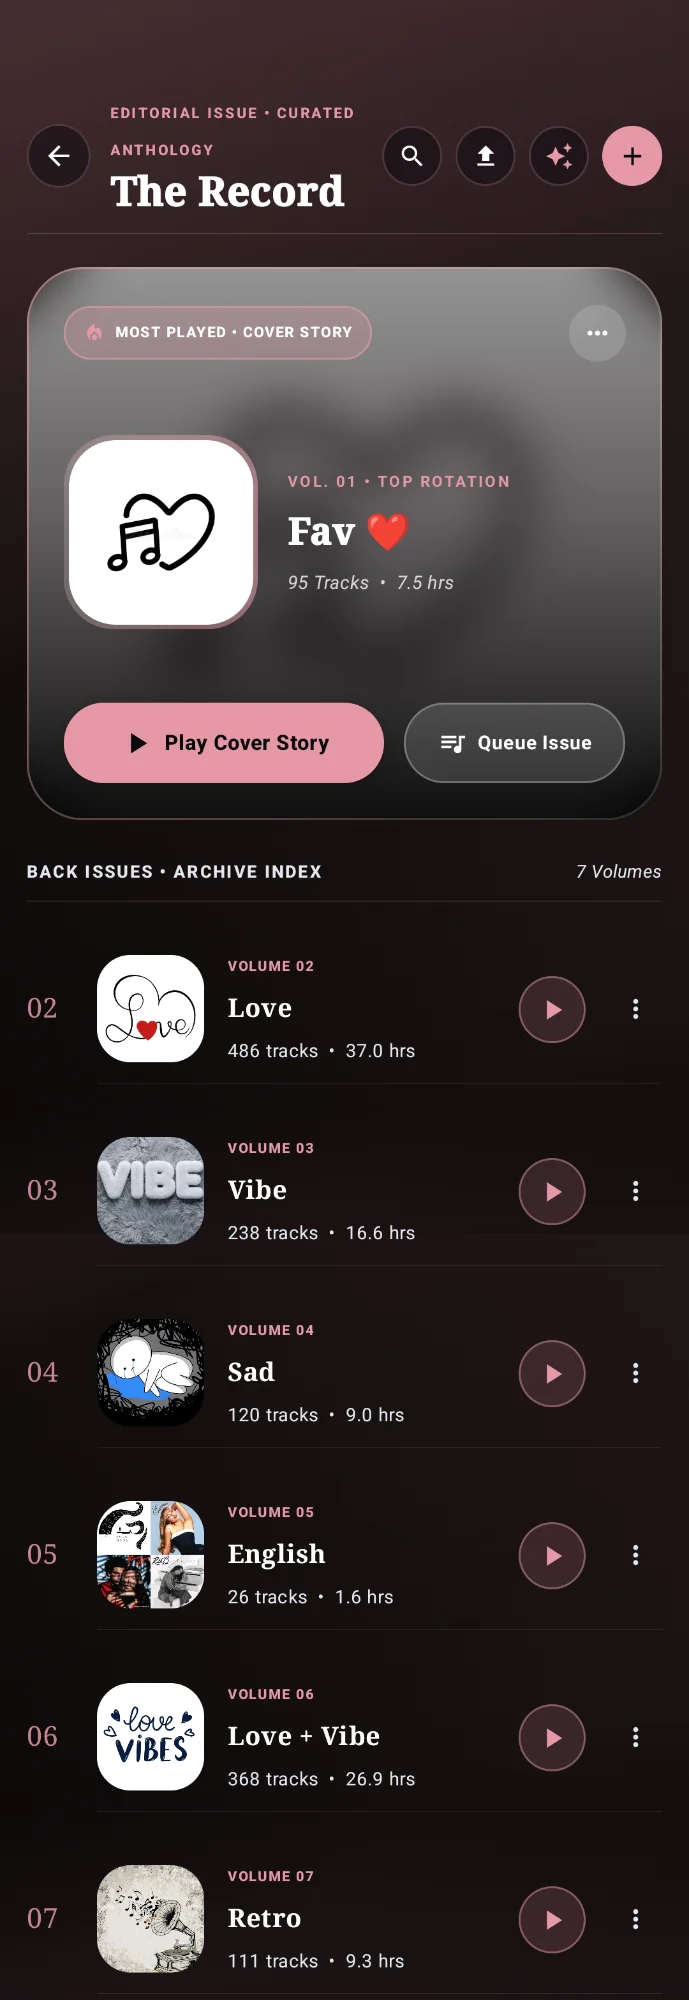 EDITORIAL ISSUE • CURATED
ANTHOLOGY
The Record
MOST PLAYED • COVER STORY
VOL. 01 • TOP ROTATION
Fav ❤️
95 Tracks • 7.5 hrs
Play Cover Story
Queue Issue
BACK ISSUES • ARCHIVE INDEX
7 Volumes
02
Love
VOLUME 02
Love
486 tracks • 37.0 hrs
03
VIBE
VOLUME 03
Vibe
238 tracks • 16.6 hrs
04
VOLUME 04
Sad
120 tracks • 9.0 hrs
05
VOLUME 05
English
26 tracks • 1.6 hrs
06
love
ViBES
VOLUME 06
Love + Vibe
368 tracks • 26.9 hrs
07
VOLUME 07
Retro
111 tracks • 9.3 hrs